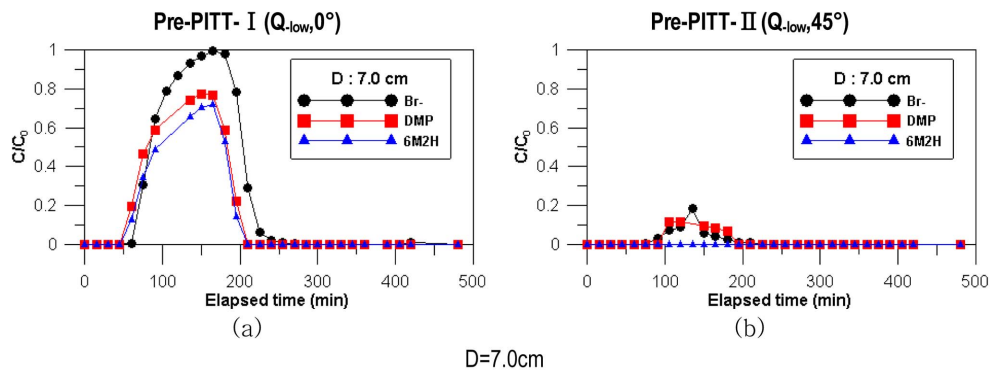 Pre-PITT- Ⅰ (Q-low,0°)
Pre-PITT- Ⅱ (Q-low,45°)
1
0.8
0.6
0.4
0.2
0
C/C0
D : 7.0 cm
Br-
DMP
6M2H
0
100
200
300
400
500
Elapsed time (min)
(a)
1
0.8
0.6
0.4
0.2
0
C/C0
D : 7.0 cm
Br-
DMP
6M2H
0
100
200
300
400
500
Elapsed time (min)
(b)
D=7.0cm